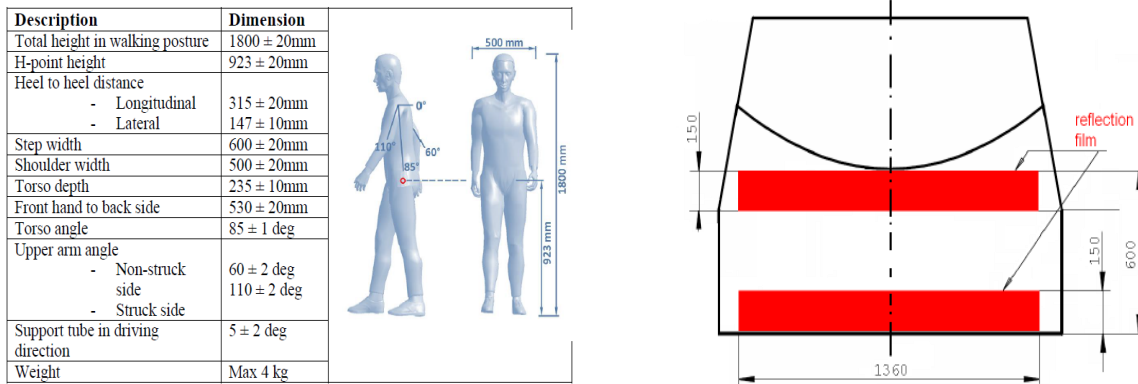 Description Dimension
Total height in walking posture 1800 ± 20mm
H-point height 923 ± 20mm
Heel to heel distance
- Longitudinal 315 ± 20mm
- Lateral 147 ± 10mm
Step width 600 ± 20mm
Shoulder width 500 ± 20mm
Torso depth 235 ± 10mm
Front hand to back side 530 ± 20mm
Torso angle 85 ± 1 deg
Upper arm angle
- Non-struck 60 ± 2 deg
side 110 ± 2 deg
- Struck side
Support tube in driving 5 ± 2 deg
direction
Weight Max 4 kg
500 mm
0°
110°
60°
85°
1800 mm
923 mm
150
reflection
film
150
600
1360